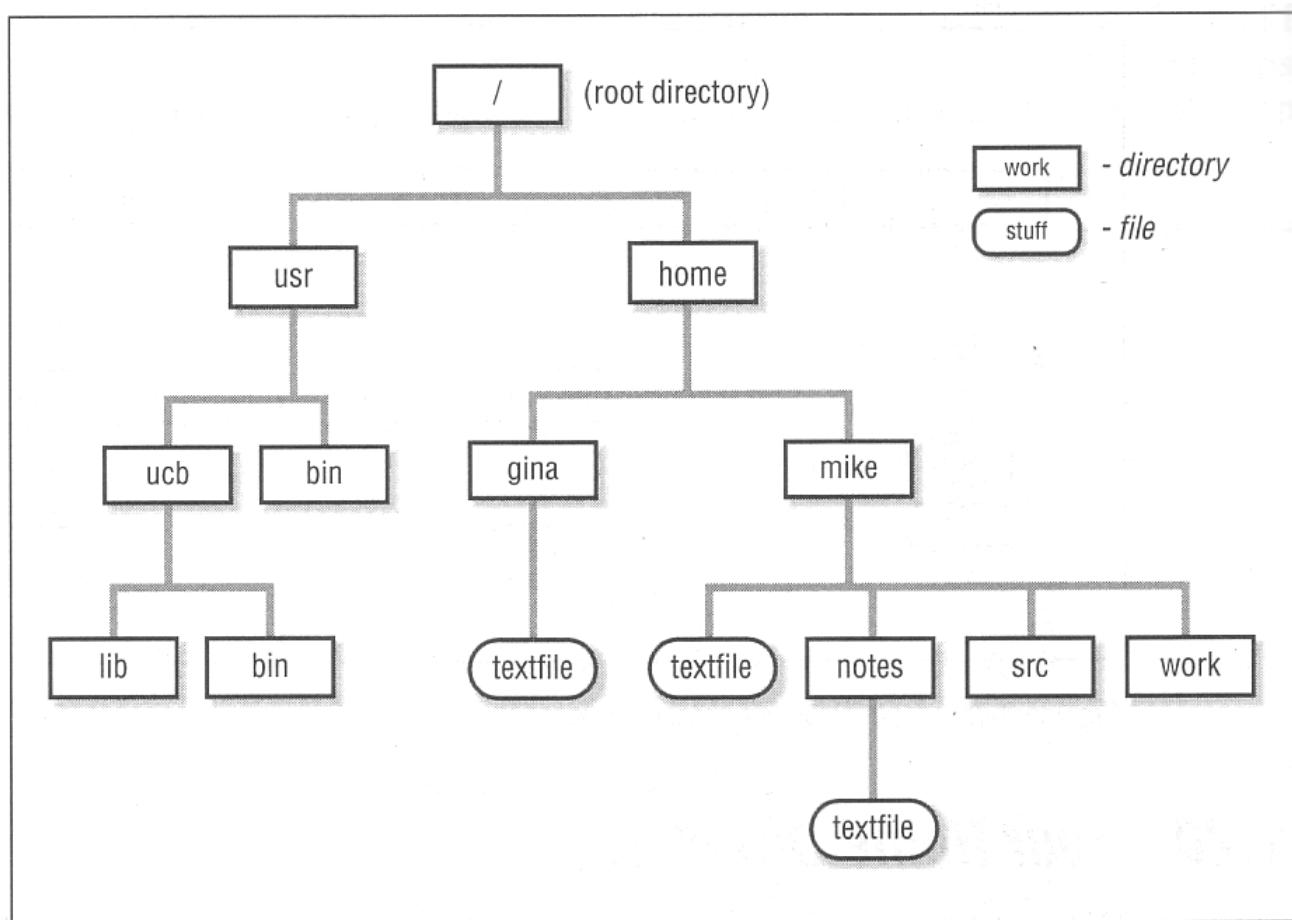 / (root directory)
work - directory
stuff - file
usr
home
ucb
bin
gina
mike
lib
bin
textfile
textfile
notes
src
work
textfile